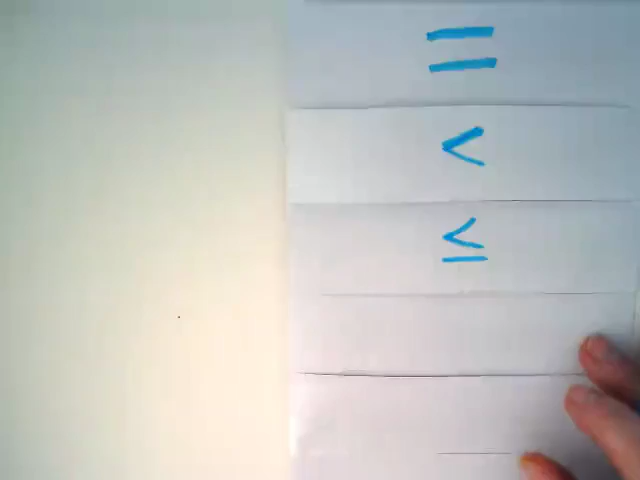 =
<
≤